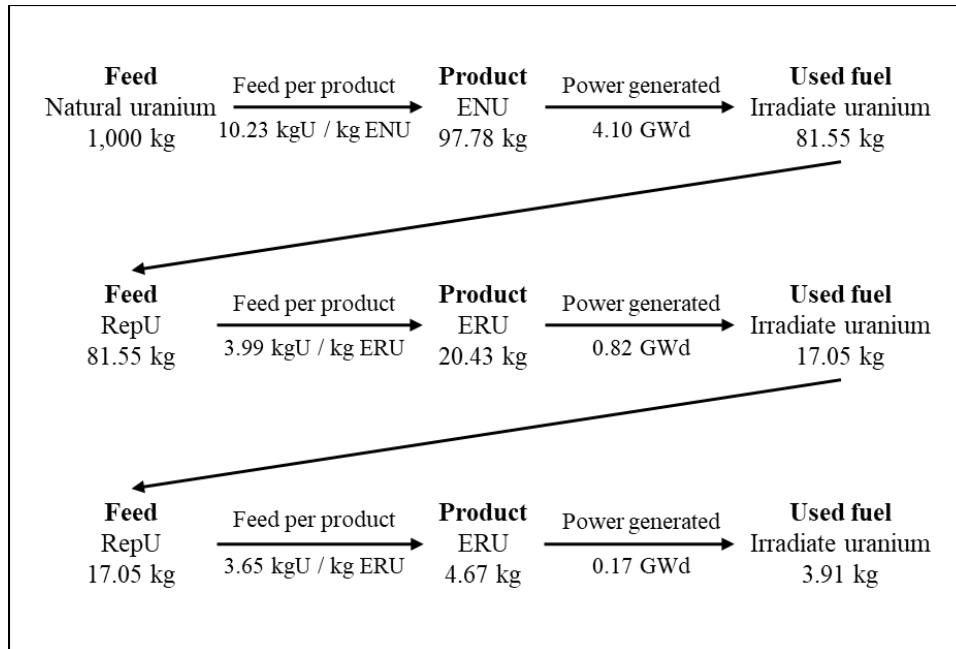 Feed
Natural uranium
1,000 kg
Feed per product
10.23 kgU / kg ENU
Product
ENU
97.78 kg
Power generated
4.10 GWd
Used fuel
Irradiate uranium
81.55 kg
Feed
RepU
81.55 kg
Feed per product
3.99 kgU / kg ERU
Product
ERU
20.43 kg
Power generated
0.82 GWd
Used fuel
Irradiate uranium
17.05 kg
Feed
RepU
17.05 kg
Feed per product
3.65 kgU / kg ERU
Product
ERU
4.67 kg
Power generated
0.17 GWd
Used fuel
Irradiate uranium
3.91 kg